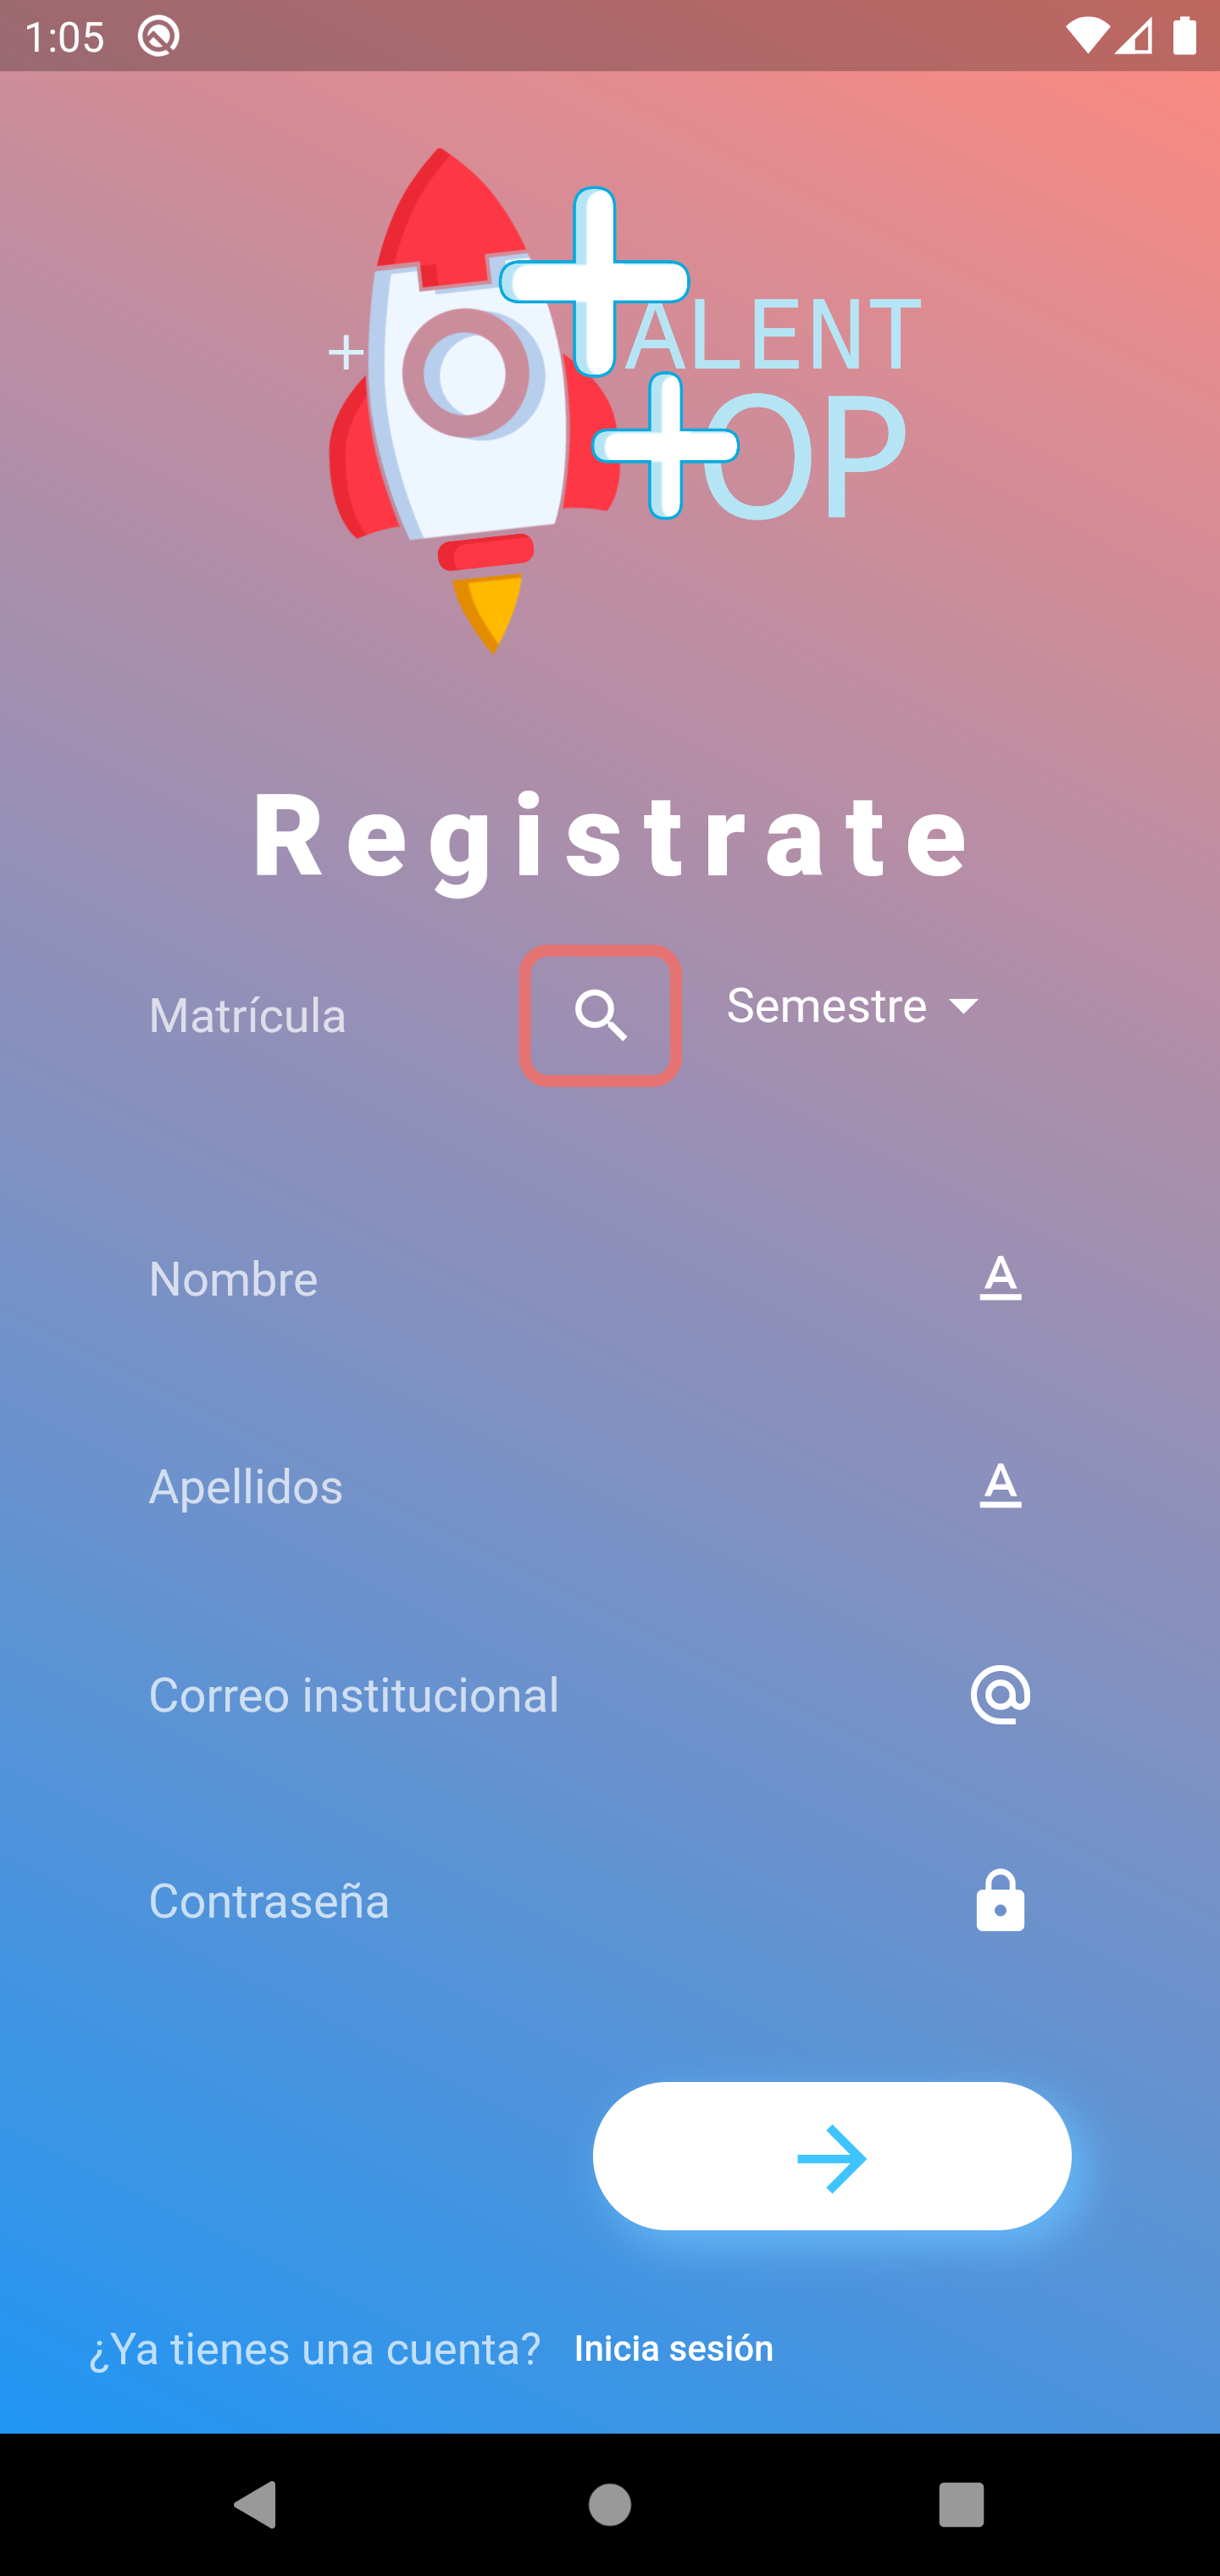 1:05
ALENT
OP
Registrate
Matrícula
Semestre
Nombre
A
Apellidos
A
Correo institucional
@
Contraseña
¿Ya tienes una cuenta? Inicia sesión